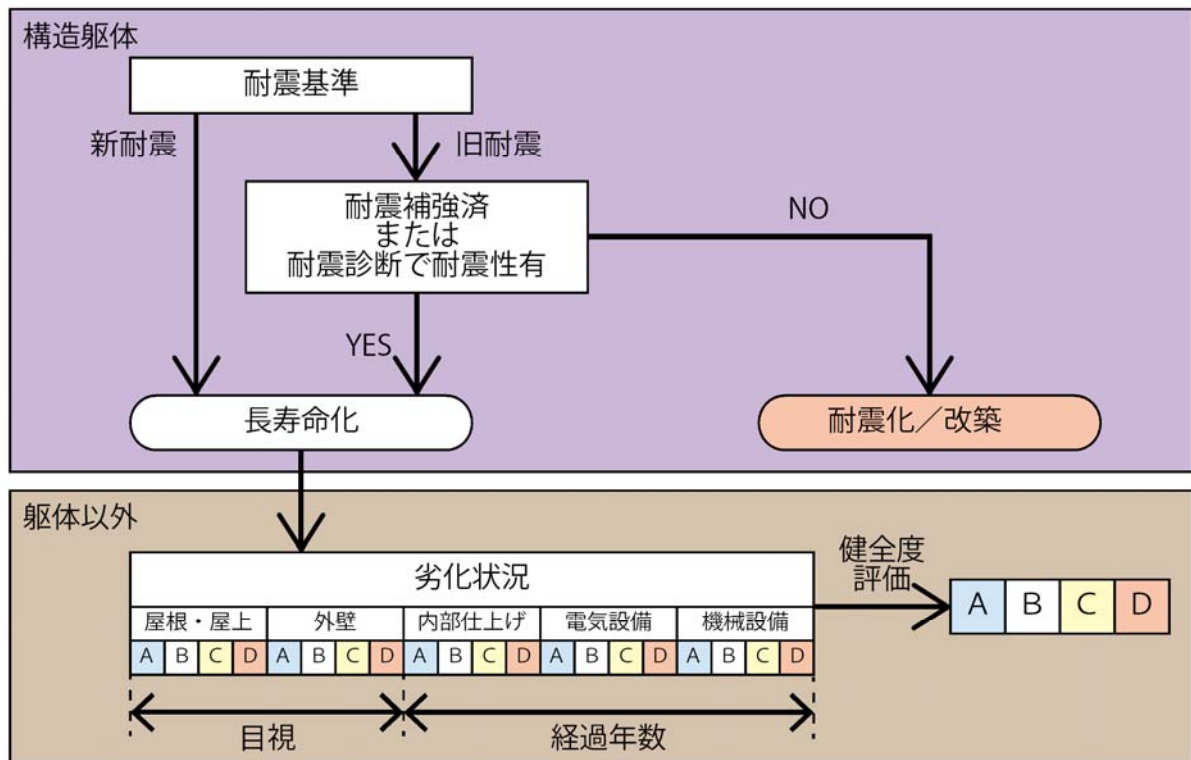 構造躯体
耐震基準
新耐震
旧耐震
耐震補強済
または
耐震診断で耐震性有
NO
YES
長寿命化
耐震化／改築
躯体以外
劣化状況
屋根・屋上 外壁 内部仕上げ 電気設備 機械設備
A B C D A B C D A B C D A B C D A B C D
目視
経過年数
健全度
評価
A B C D